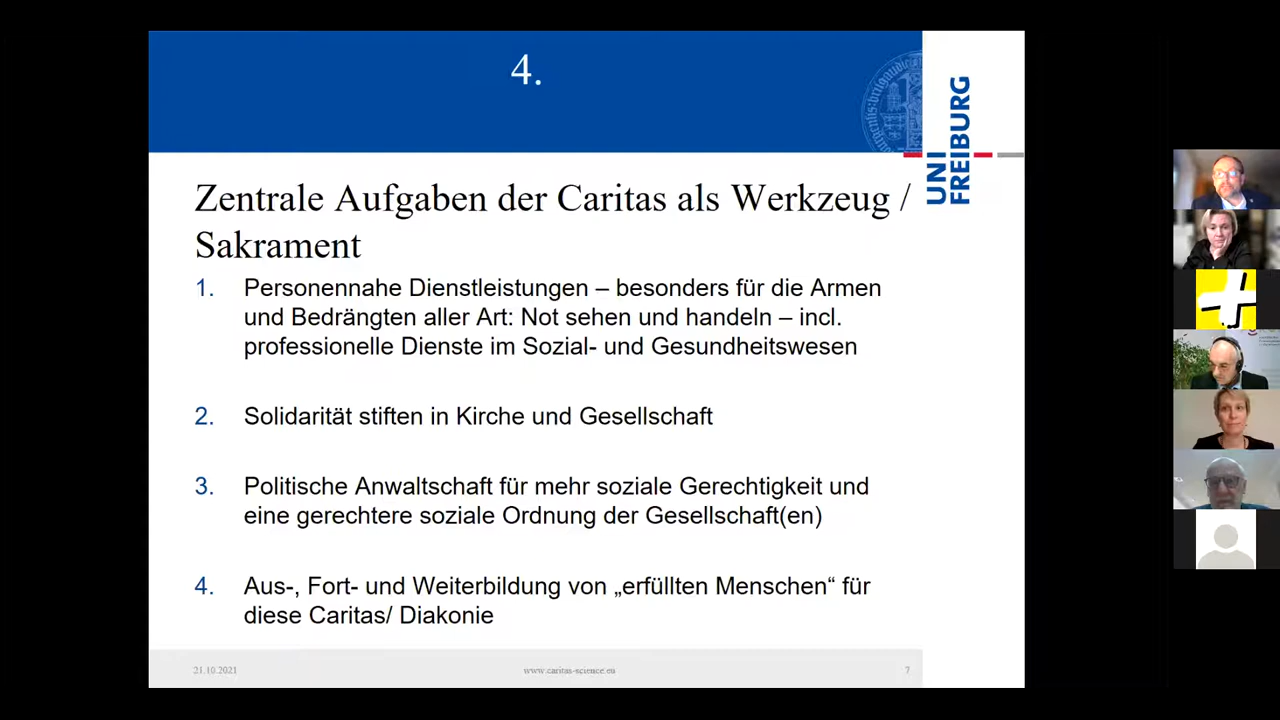 4.
UNI
FREIBURG
Zentrale Aufgaben der Caritas als Werkzeug /
Sakrament
1. Personennahe Dienstleistungen – besonders für die Armen
und Bedrängten aller Art: Not sehen und handeln – incl.
professionelle Dienste im Sozial- und Gesundheitswesen
2. Solidarität stiften in Kirche und Gesellschaft
3. Politische Anwaltschaft für mehr soziale Gerechtigkeit und
eine gerechtere soziale Ordnung der Gesellschaft(en)
4. Aus-, Fort- und Weiterbildung von „erfüllten Menschen“ für
diese Caritas/ Diakonie
21.10.2021
www.caritas-science.eu
7